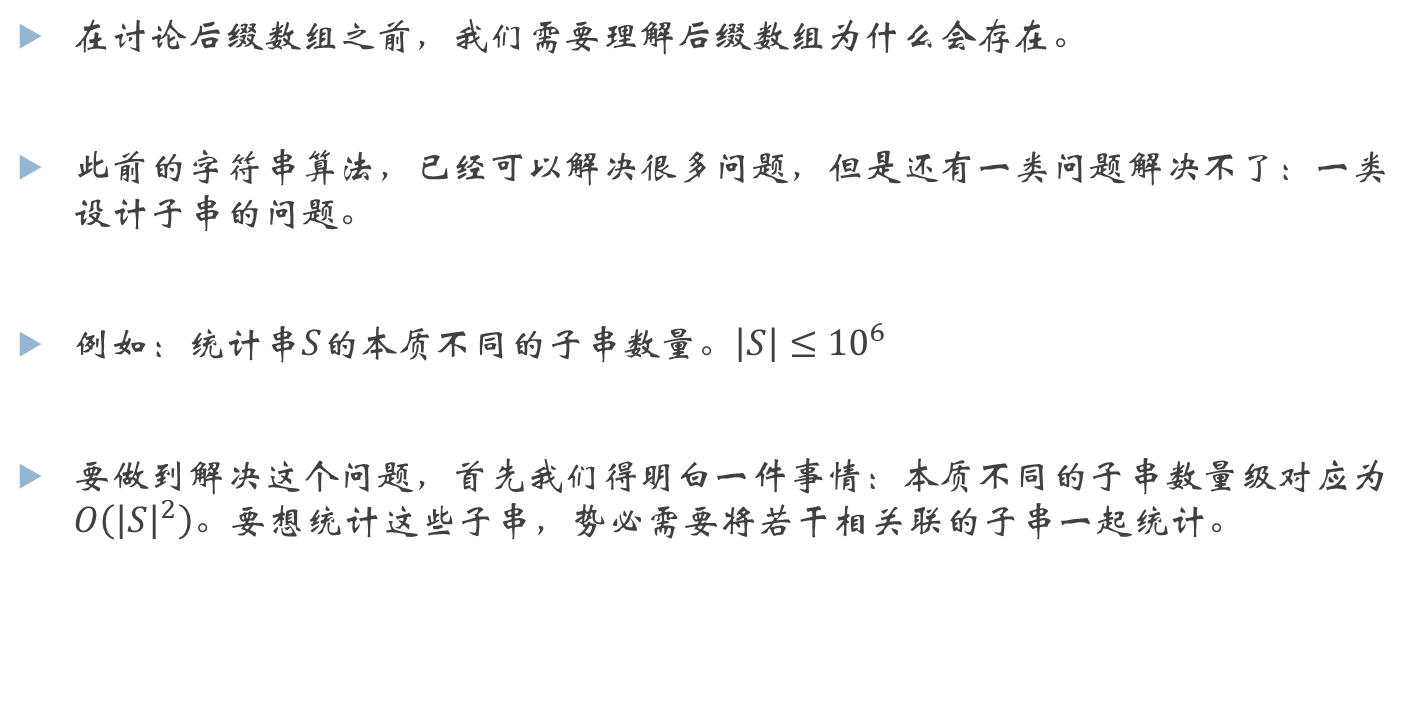 在讨论后缀数组之前，我们需要理解后缀数组为什么会存在。
此前的字符串算法，已经可以解决很多问题，但是还有一类问题解决不了：一类
设计子串的问题。
例如：统计串S的本质不同的子串数量。|S| ≤ 10⁶
要做到解决这个问题，首先我们得明白一件事情：本质不同的子串数量级对应为
O(|S|²)。要想统计这些子串，势必需要将若干相关联的子串一起统计。